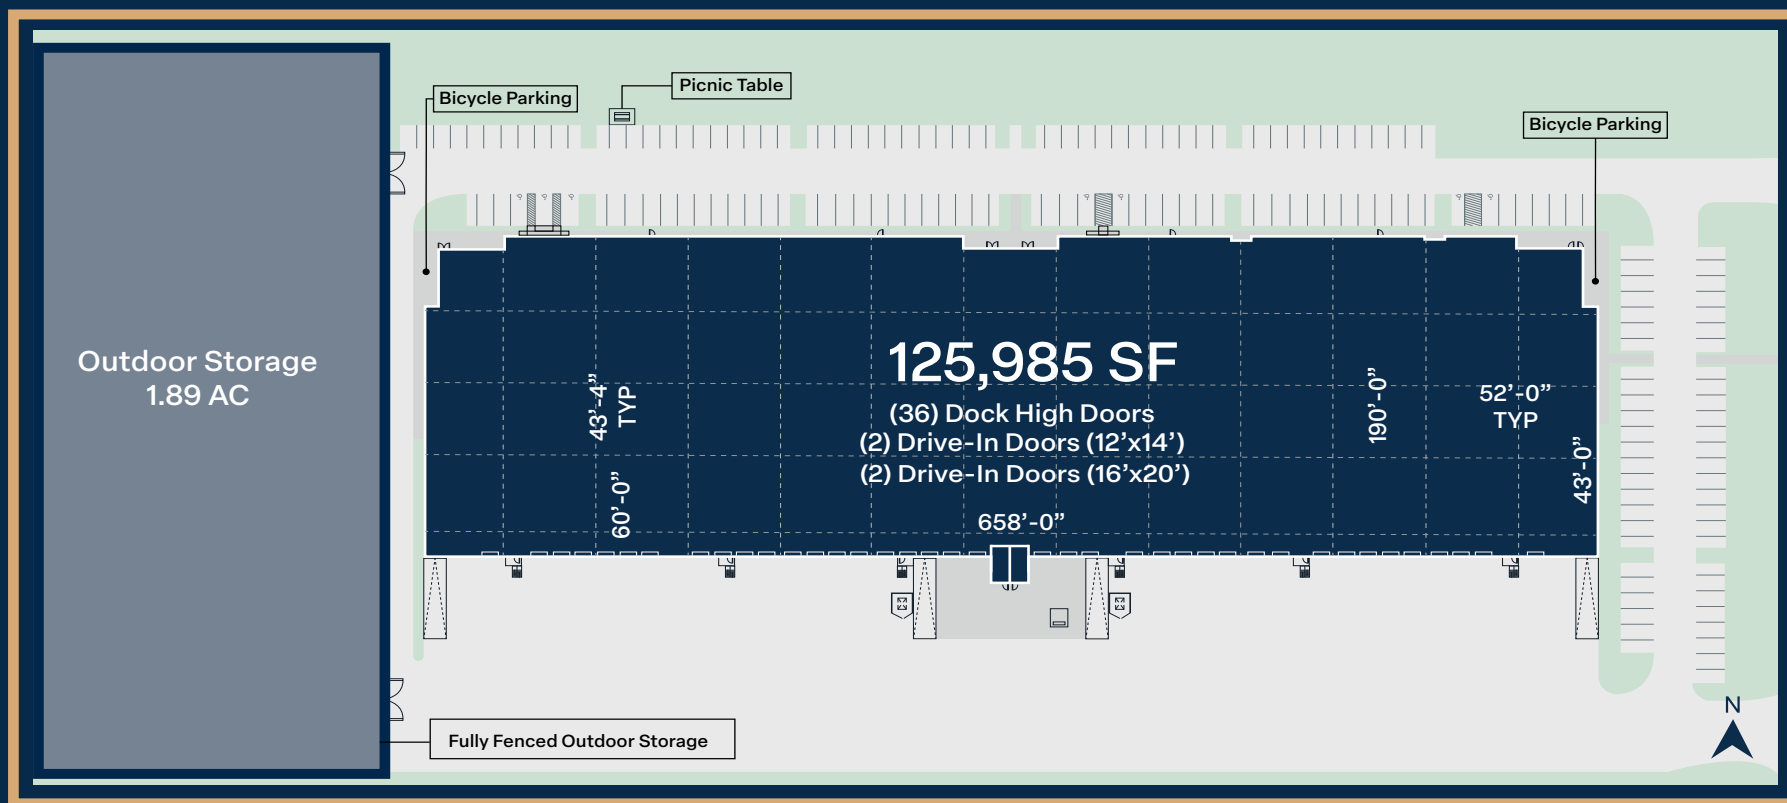 Bicycle Parking
Picnic Table
Bicycle Parking
Outdoor Storage
1.89 AC
125,985 SF
(36) Dock High Doors
(2) Drive-In Doors (12’x14’)
(2) Drive-In Doors (16’x20’)
43’-4”
TYP
60’-0”
658’-0”
190’-0”
52’-0”
TYP
43’-0”
Fully Fenced Outdoor Storage
N